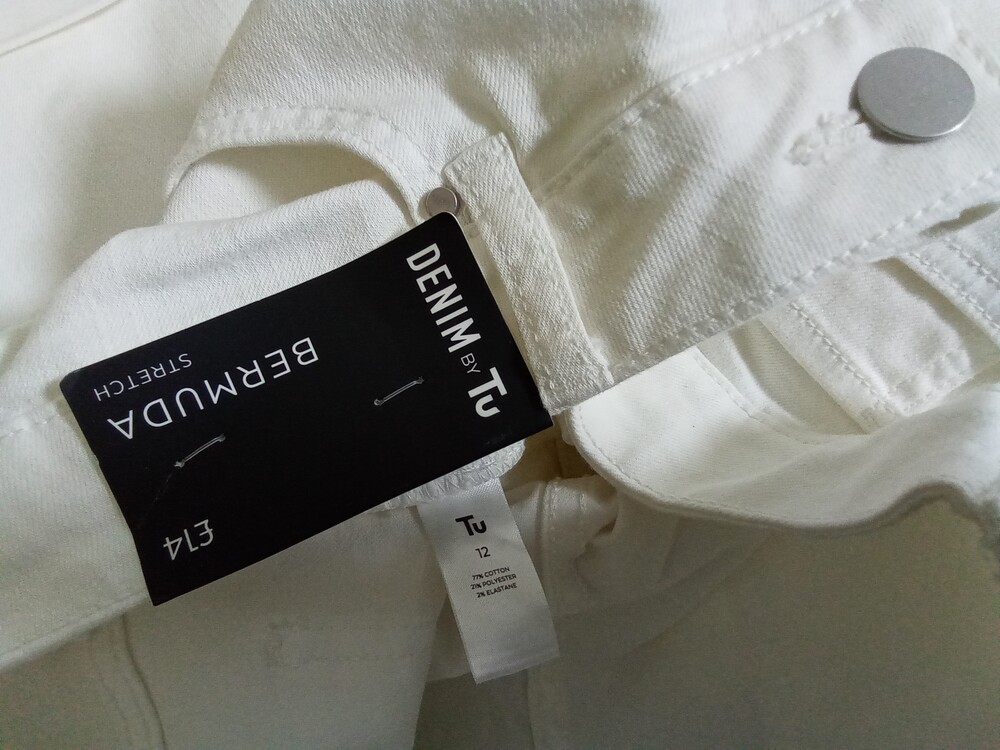 DENIM BY Tu
BERMUDA
STRETCH
£14
Tu
12
77% COTTON
21% POLYESTER
2% ELASTANE